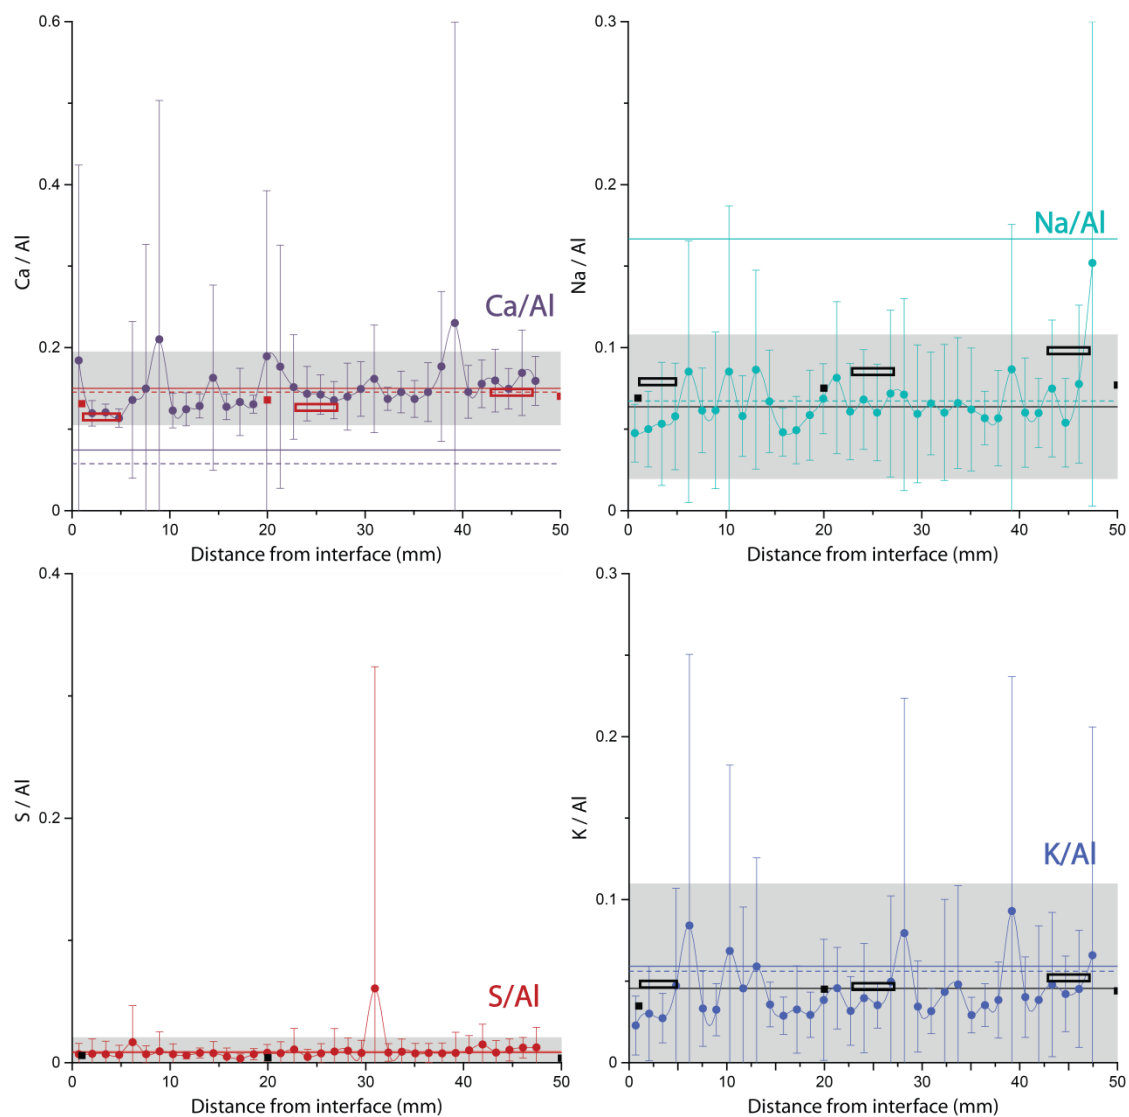 0.6
0.4
0.2
0
Ca / Al
Ca/Al
0 10 20 30 40 50
Distance from interface (mm)
0.3
0.2
0.1
0
Na / Al
Na/Al
0 10 20 30 40 50
Distance from interface (mm)
0.4
0.2
0
S / Al
S/Al
0 10 20 30 40 50
Distance from interface (mm)
0.3
0.2
0.1
0
K / Al
K/Al
0 10 20 30 40 50
Distance from interface (mm)